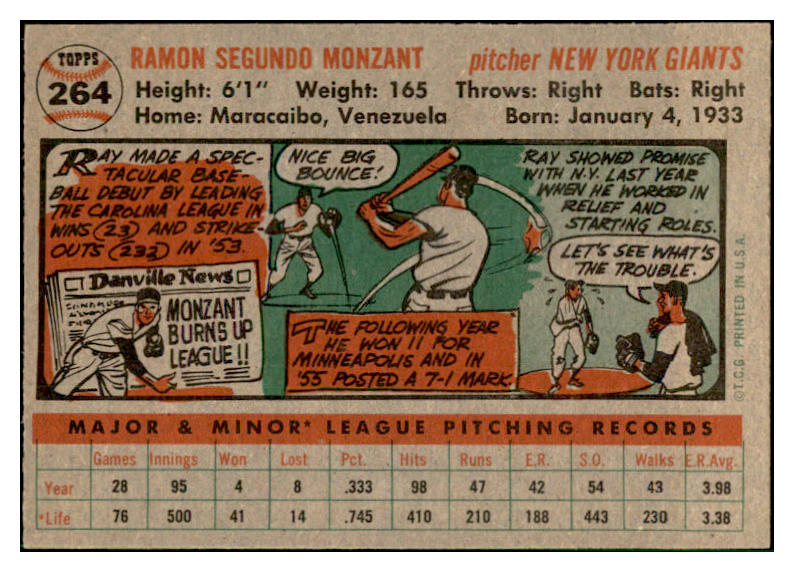 TOPPS
264
RAMON SEGUNDO MONZANT
pitcher NEW YORK GIANTS
Height: 6'1" Weight: 165 Throws: Right Bats: Right
Home: Maracaibo, Venezuela Born: January 4, 1933
RAY MADE A SPEC-
TACULAR BASE-
BALL DEBUT BY LEADING
THE CAROLINA LEAGUE IN
WINS (23) AND STRIKE-
OUTS (232) IN '53.
Danville News
MONZANT
BURNS UP
LEAGUE!!
NICE BIG
BOUNCE!
THE FOLLOWING YEAR
HE WON 11 FOR
MINNEAPOLIS AND IN
'55 POSTED A 7-1 MARK.
RAY SHOWED PROMISE
WITH N.Y. LAST YEAR
WHEN HE WORKED IN
RELIEF AND
STARTING ROLES.
LET'S SEE WHAT'S
THE TROUBLE.
©T.C.G. PRINTED IN U.S.A.
MAJOR & MINOR* LEAGUE PITCHING RECORDS
Games Innings Won Lost Pct. Hits Runs E.R. S.O. Walks E.R.Avg.
Year 28 95 4 8 .333 98 47 42 54 43 3.98
*Life 76 500 41 14 .745 410 210 188 443 230 3.38